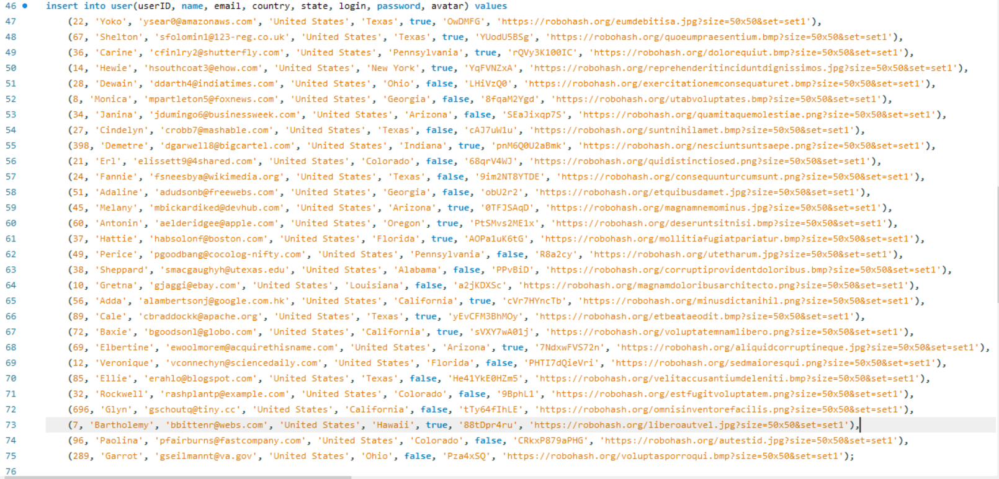 46 insert into user(userID, name, email, country, state, login, password, avatar) values
47 (22, 'Yoko', 'ysear0@amazonaws.com', 'United States', 'Texas', true, 'OwDMFG', 'https://robohash.org/eumdebitisa.jpg?size=50x50&set=set1'),
48 (67, 'Shelton', 'sfolomin1@123-reg.co.uk', 'United States', 'Texas', true, 'YUodU5BSg', 'https://robohash.org/quoeumpraesentium.bmp?size=50x50&set=set1'),
49 (36, 'Carine', 'cfinlry2@shutterfly.com', 'United States', 'Pennsylvania', true, 'rQVy3K100IC', 'https://robohash.org/dolorequiut.bmp?size=50x50&set=set1'),
50 (14, 'Hewie', 'hsouthcoat3@ehow.com', 'United States', 'New York', true, 'YqFVNZxA', 'https://robohash.org/reprehenderitinciduntdignissimos.jpg?size=50x50&set=set1'),
51 (28, 'Dewain', 'ddarth4@indiatimes.com', 'United States', 'Ohio', false, 'LHiVzQ0', 'https://robohash.org/exercitationemconsequaturet.bmp?size=50x50&set=set1'),
52 (8, 'Monica', 'mpartleton5@foxnews.com', 'United States', 'Georgia', false, '8fqaM2Ygd', 'https://robohash.org/utabvoluptates.bmp?size=50x50&set=set1'),
53 (34, 'Janina', 'jdumingo6@businessweek.com', 'United States', 'Arizona', false, 'SEaJixqp7S', 'https://robohash.org/quamitaquemolestiae.png?size=50x50&set=set1'),
54 (27, 'Cindelyn', 'crobb7@mashable.com', 'United States', 'Texas', false, 'cAJ7uW1u', 'https://robohash.org/suntnihilamet.bmp?size=50x50&set=set1'),
55 (398, 'Demetre', 'dgarwell8@bigcartel.com', 'United States', 'Indiana', true, 'pnM6Q0U2aBmk', 'https://robohash.org/nesciuntsuntsaepe.png?size=50x50&set=set1'),
56 (21, 'Erl', 'elissett9@4shared.com', 'United States', 'Colorado', false, '68qrV4WJ', 'https://robohash.org/quidistinctiosed.png?size=50x50&set=set1'),
57 (24, 'Fannie', 'fsneesbya@wikimedia.org', 'United States', 'Texas', false, '9im2NT8YTDE', 'https://robohash.org/consequunturcumsunt.png?size=50x50&set=set1'),
58 (51, 'Adaline', 'adudsonb@freewebs.com', 'United States', 'Georgia', false, 'obU2r2', 'https://robohash.org/etquibusdamet.jpg?size=50x50&set=set1'),
59 (45, 'Melany', 'mbickardiked@devhub.com', 'United States', 'Arizona', true, '0TFJSAqD', 'https://robohash.org/magnamnemominus.jpg?size=50x50&set=set1'),
60 (60, 'Antonin', 'aelderidgee@apple.com', 'United States', 'Oregon', true, 'PtSMvs2ME1x', 'https://robohash.org/deseruntsitnisi.bmp?size=50x50&set=set1'),
61 (37, 'Hattie', 'habsolonf@boston.com', 'United States', 'Florida', true, 'AOPa1uK6tG', 'https://robohash.org/mollitiafugiatpariatur.bmp?size=50x50&set=set1'),
62 (49, 'Perice', 'pgoodbang@cocolog-nifty.com', 'United States', 'Pennsylvania', false, 'R8a2cy', 'https://robohash.org/utetharum.jpg?size=50x50&set=set1'),
63 (38, 'Sheppard', 'smacgaughyh@utexas.edu', 'United States', 'Alabama', false, 'PPvBiD', 'https://robohash.org/corruptiprovidentdoloribus.bmp?size=50x50&set=set1'),
64 (10, 'Gretna', 'gjaggi@ebay.com', 'United States', 'Louisiana', false, 'a2jKDXSc', 'https://robohash.org/magnamdoloribusarchitecto.png?size=50x50&set=set1'),
65 (56, 'Adda', 'alambertsonj@google.com.hk', 'United States', 'California', true, 'cVr7HYncTb', 'https://robohash.org/minusdictanihil.png?size=50x50&set=set1'),
66 (89, 'Cale', 'cbraddockk@apache.org', 'United States', 'Texas', true, 'yEvCFM3BhMOy', 'https://robohash.org/etbeataeodit.bmp?size=50x50&set=set1'),
67 (72, 'Baxie', 'bgoodsonl@globo.com', 'United States', 'California', true, 'sVXY7wA01j', 'https://robohash.org/voluptatemnamlibero.png?size=50x50&set=set1'),
68 (69, 'Elbertine', 'ewoolmorem@acquirethisname.com', 'United States', 'Arizona', true, '7NdxwFVS72n', 'https://robohash.org/aliquidcorruptineque.jpg?size=50x50&set=set1'),
69 (12, 'Veronique', 'vconnechyn@sciencedaily.com', 'United States', 'Florida', false, 'PHTI7dQieVri', 'https://robohash.org/sedmaioresqui.png?size=50x50&set=set1'),
70 (85, 'Ellie', 'erahlo@blogspot.com', 'United States', 'Texas', false, 'He41YkE0HZm5', 'https://robohash.org/velitaccusantiumdeleniti.bmp?size=50x50&set=set1'),
71 (32, 'Rockwell', 'rashplantp@example.com', 'United States', 'Colorado', false, '9BphL1', 'https://robohash.org/estfugitvoluptatem.png?size=50x50&set=set1'),
72 (696, 'Glyn', 'gschoutq@tiny.cc', 'United States', 'California', false, 'tTy64fIhLE', 'https://robohash.org/omnisinventorefacilis.png?size=50x50&set=set1'),
73 (7, 'Bartholemy', 'bbittenr@webs.com', 'United States', 'Hawaii', true, '88tDpr4ru', 'https://robohash.org/liberoautvel.jpg?size=50x50&set=set1'),
74 (96, 'Paolina', 'pfairburns@fastcompany.com', 'United States', 'Colorado', false, 'CRkxP879aPHG', 'https://robohash.org/autestid.jpg?size=50x50&set=set1'),
75 (289, 'Garrot', 'gseilmannt@va.gov', 'United States', 'Ohio', false, 'Pza4xSQ', 'https://robohash.org/voluptasporroqui.bmp?size=50x50&set=set1');
76